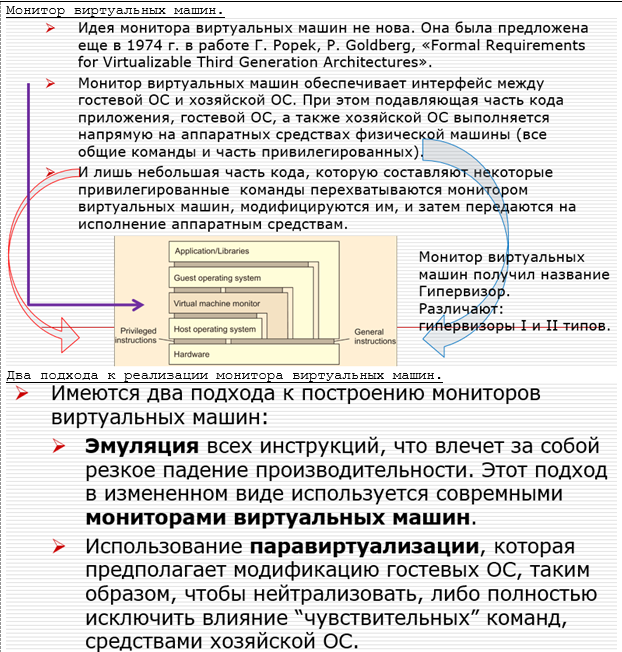 Монитор виртуальных машин.
Идея монитора виртуальных машин не нова. Она была предложена
еще в 1974 г. в работе Г. Popek, P. Goldberg, «Formal Requirements
for Virtualizable Third Generation Architectures».
Монитор виртуальных машин обеспечивает интерфейс между
гостевой ОС и хозяйской ОС. При этом подавляющая часть кода
приложения, гостевой ОС, а также хозяйской ОС выполняется
напрямую на аппаратных средствах физической машины (все
общие команды и часть привилегированных).
И лишь небольшая часть кода, которую составляют некоторые
привилегированные команды перехватываются монитором
виртуальных машин, модифицируются им, и затем передаются на
исполнение аппаратным средствам.
Application/Libraries
Guest operating system
Virtual machine monitor
Host operating system
Hardware
Privileged
instructions
General
instructions
Монитор виртуальных
машин получил название
Гипервизор.
Различают:
гипервизоры I и II типов.
Два подхода к реализации монитора виртуальных машин.
Имеются два подхода к построению мониторов
виртуальных машин:
Эмуляция всех инструкций, что влечет за собой
резкое падение производительности. Этот подход
в измененном виде используется совремными
мониторами виртуальных машин.
Использование паравиртуализации, которая
предполагает модификацию гостевых ОС, таким
образом, чтобы нейтрализовать, либо полностью
исключить влияние “чувствительных” команд,
средствами хозяйской ОС.